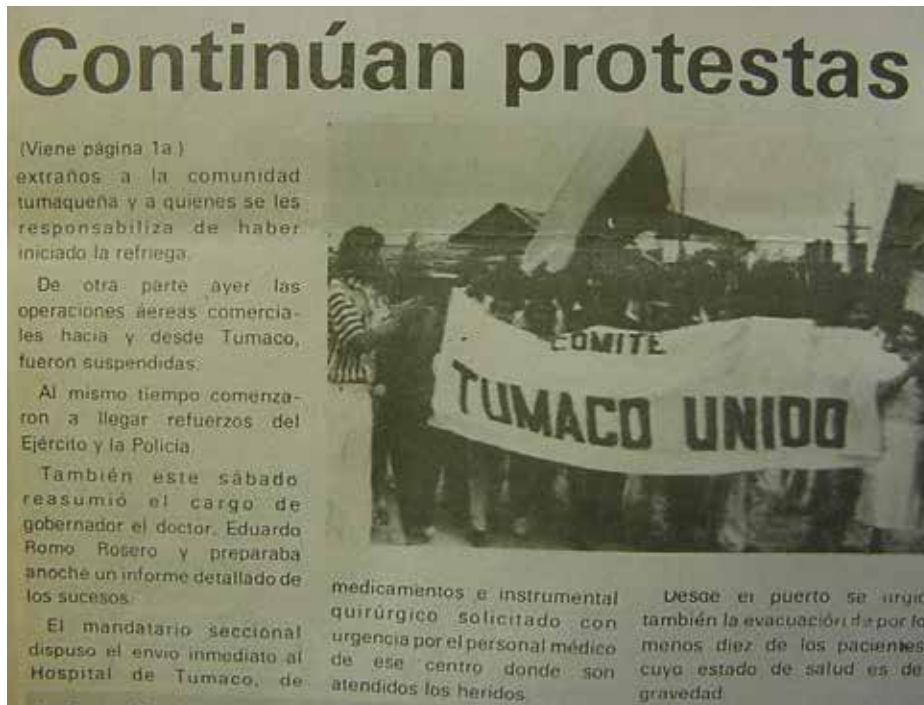 Continúan protestas
(Viene página 1a.)
extraños a la comunidad
tumaqueña y a quienes se les
responsabiliza de haber
iniciado la refriega.
De otra parte ayer las
operaciones áereas comercia-
les hacia y desde Tumaco,
fueron suspendidas.
Al mismo tiempo comenza-
ron a llegar refuerzos del
Ejército y la Policía.
También este sábado
reasumió el cargo de
gobernador el doctor, Eduardo
Romo Rosero y preparaba
anoche un informe detallado de
los sucesos.
El mandatario seccional
dispuso el envío inmediato al
Hospital de Tumaco, de
COMITE
TUMACO UNIDO
medicamentos e instrumental
quirúrgico solicitado con
urgencia por el personal médico
de ese centro donde son
atendidos los heridos.
Desde el puerto se urgió
también la evacuación de por lo
menos diez de los pacientes
cuyo estado de salud es de
gravedad.